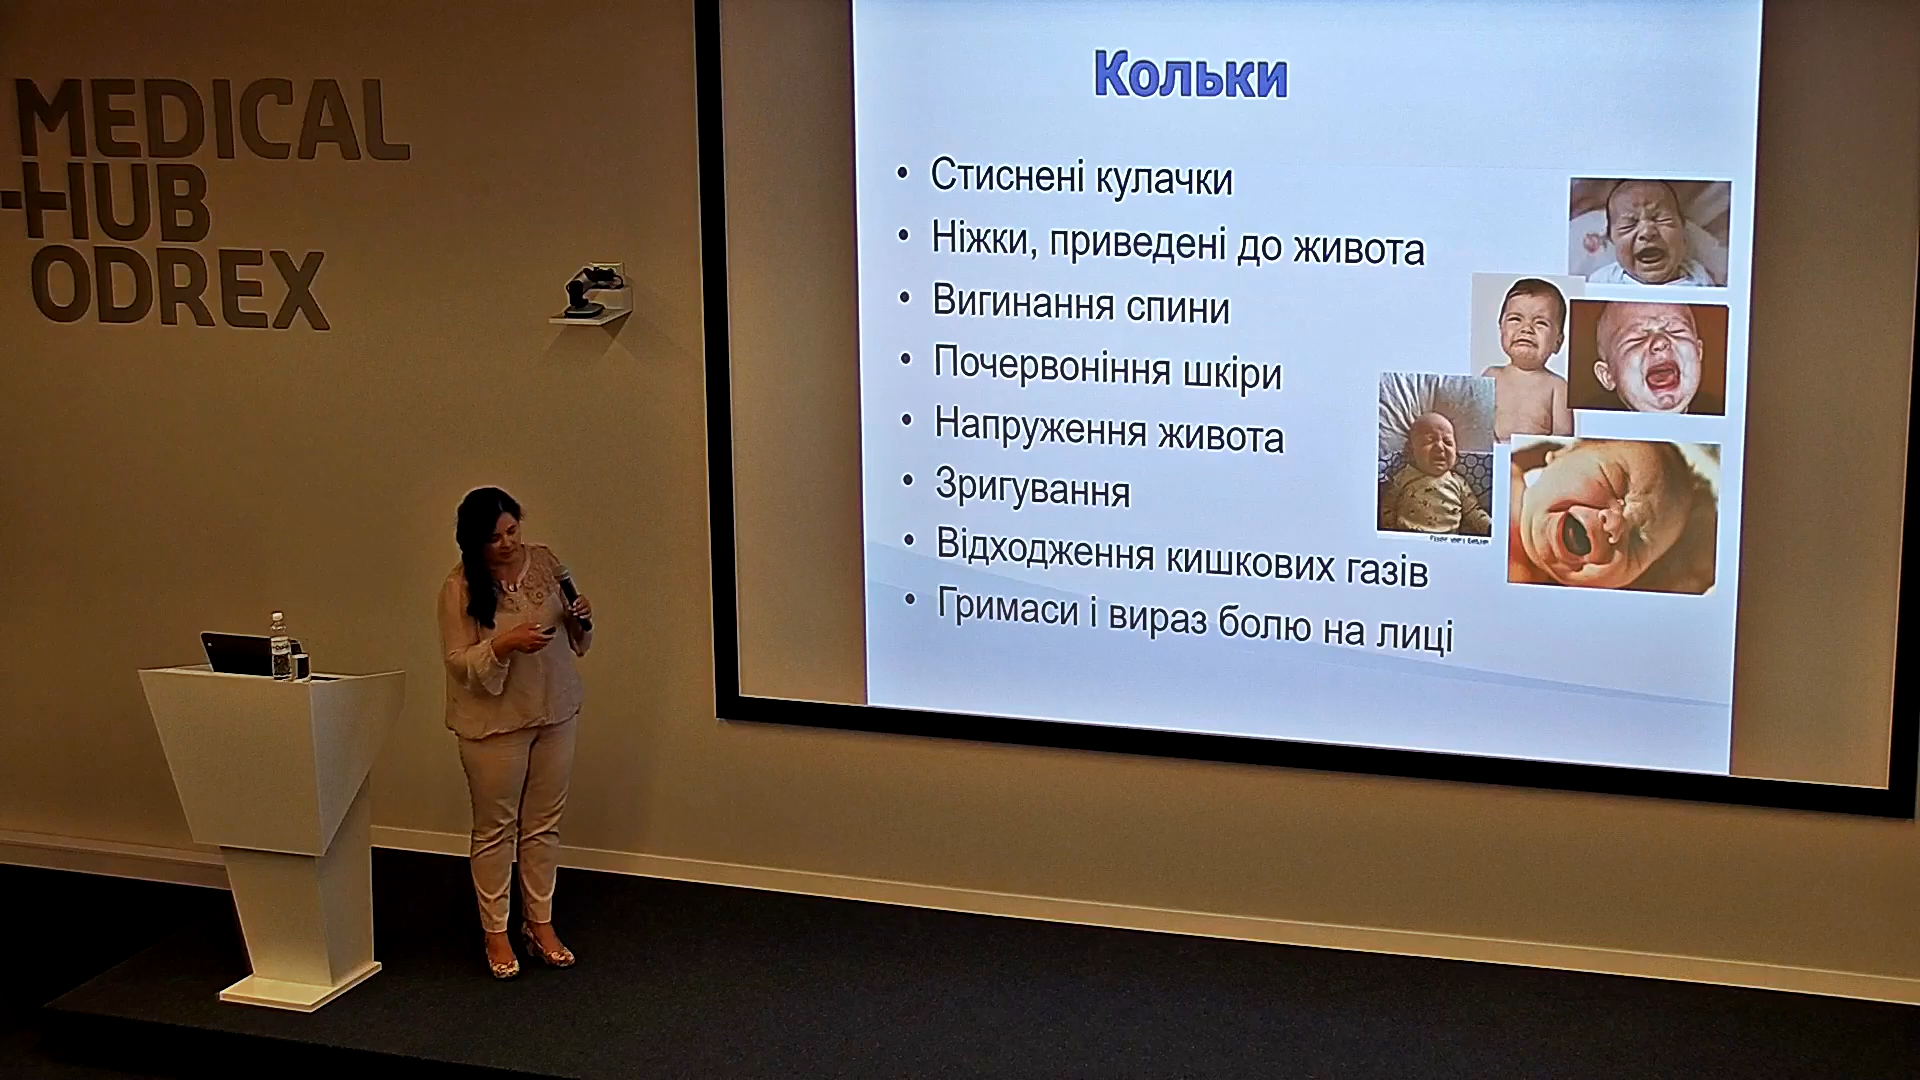 MEDICAL
HUB
ODREX
Кольки
• Стиснені кулачки
• Ніжки, приведені до живота
• Вигинання спини
• Почервоніння шкіри
• Напруження живота
• Зригування
• Відходження кишкових газів
• Гримаси і вираз болю на лиці